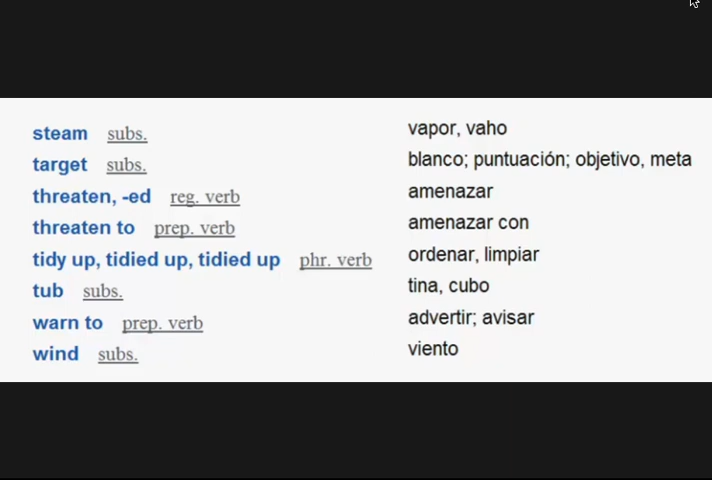 steam subs. vapor, vaho
target subs. blanco; puntuación; objetivo, meta
threaten, -ed reg. verb amenazar
threaten to prep. verb amenazar con
tidy up, tidied up, tidied up phr. verb ordenar, limpiar
tub subs. tina, cubo
warn to prep. verb advertir; avisar
wind subs. viento